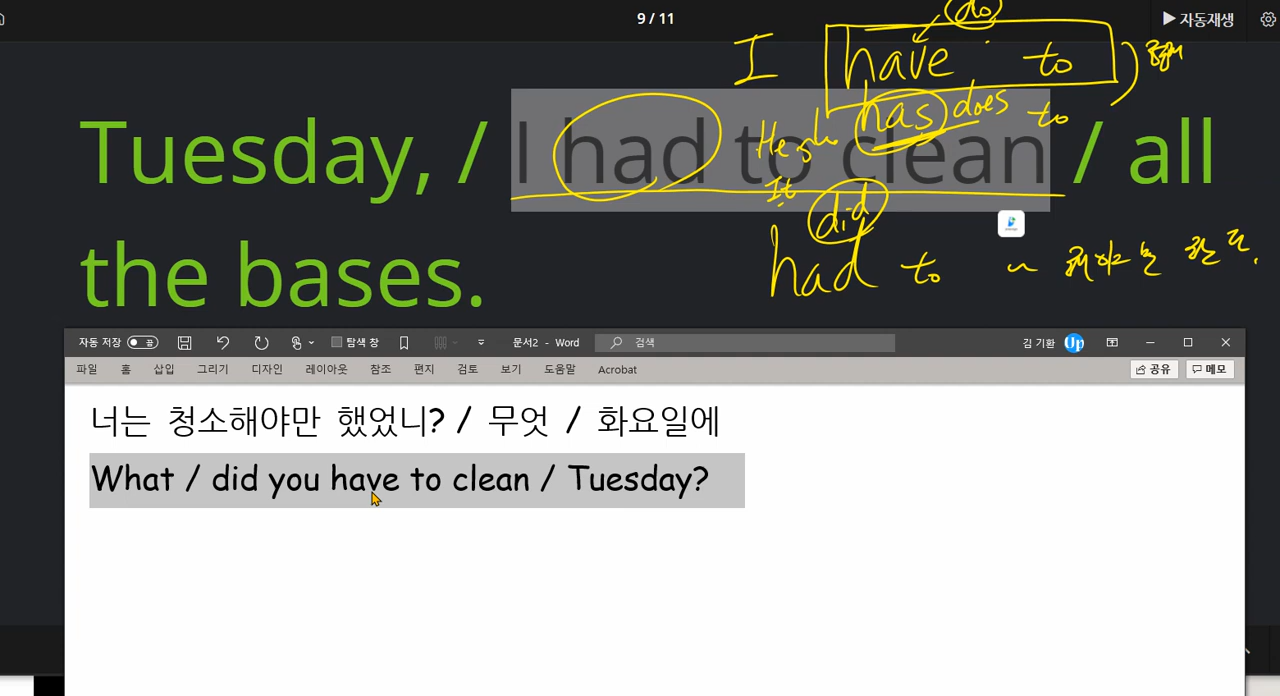 9 / 11
▶ 자동재생
do
I have to
Tuesday, / I had to clean / all
has does to
It
did
the bases.
had to ~ 해야만 한다.
자동 저장 끔 탐색 창 문서2 - Word 검색 김 기환 Up
파일 홈 삽입 그리기 디자인 레이아웃 참조 편지 검토 보기 도움말 Acrobat 공유 메모
너는 청소해야만 했었니? / 무엇 / 화요일에
What / did you have to clean / Tuesday?